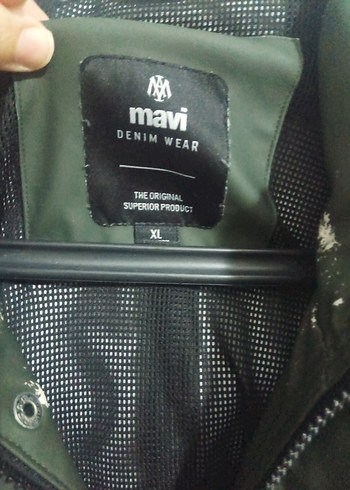 mavi
DENIM WEAR
THE ORIGINAL
SUPERIOR PRODUCT
XL